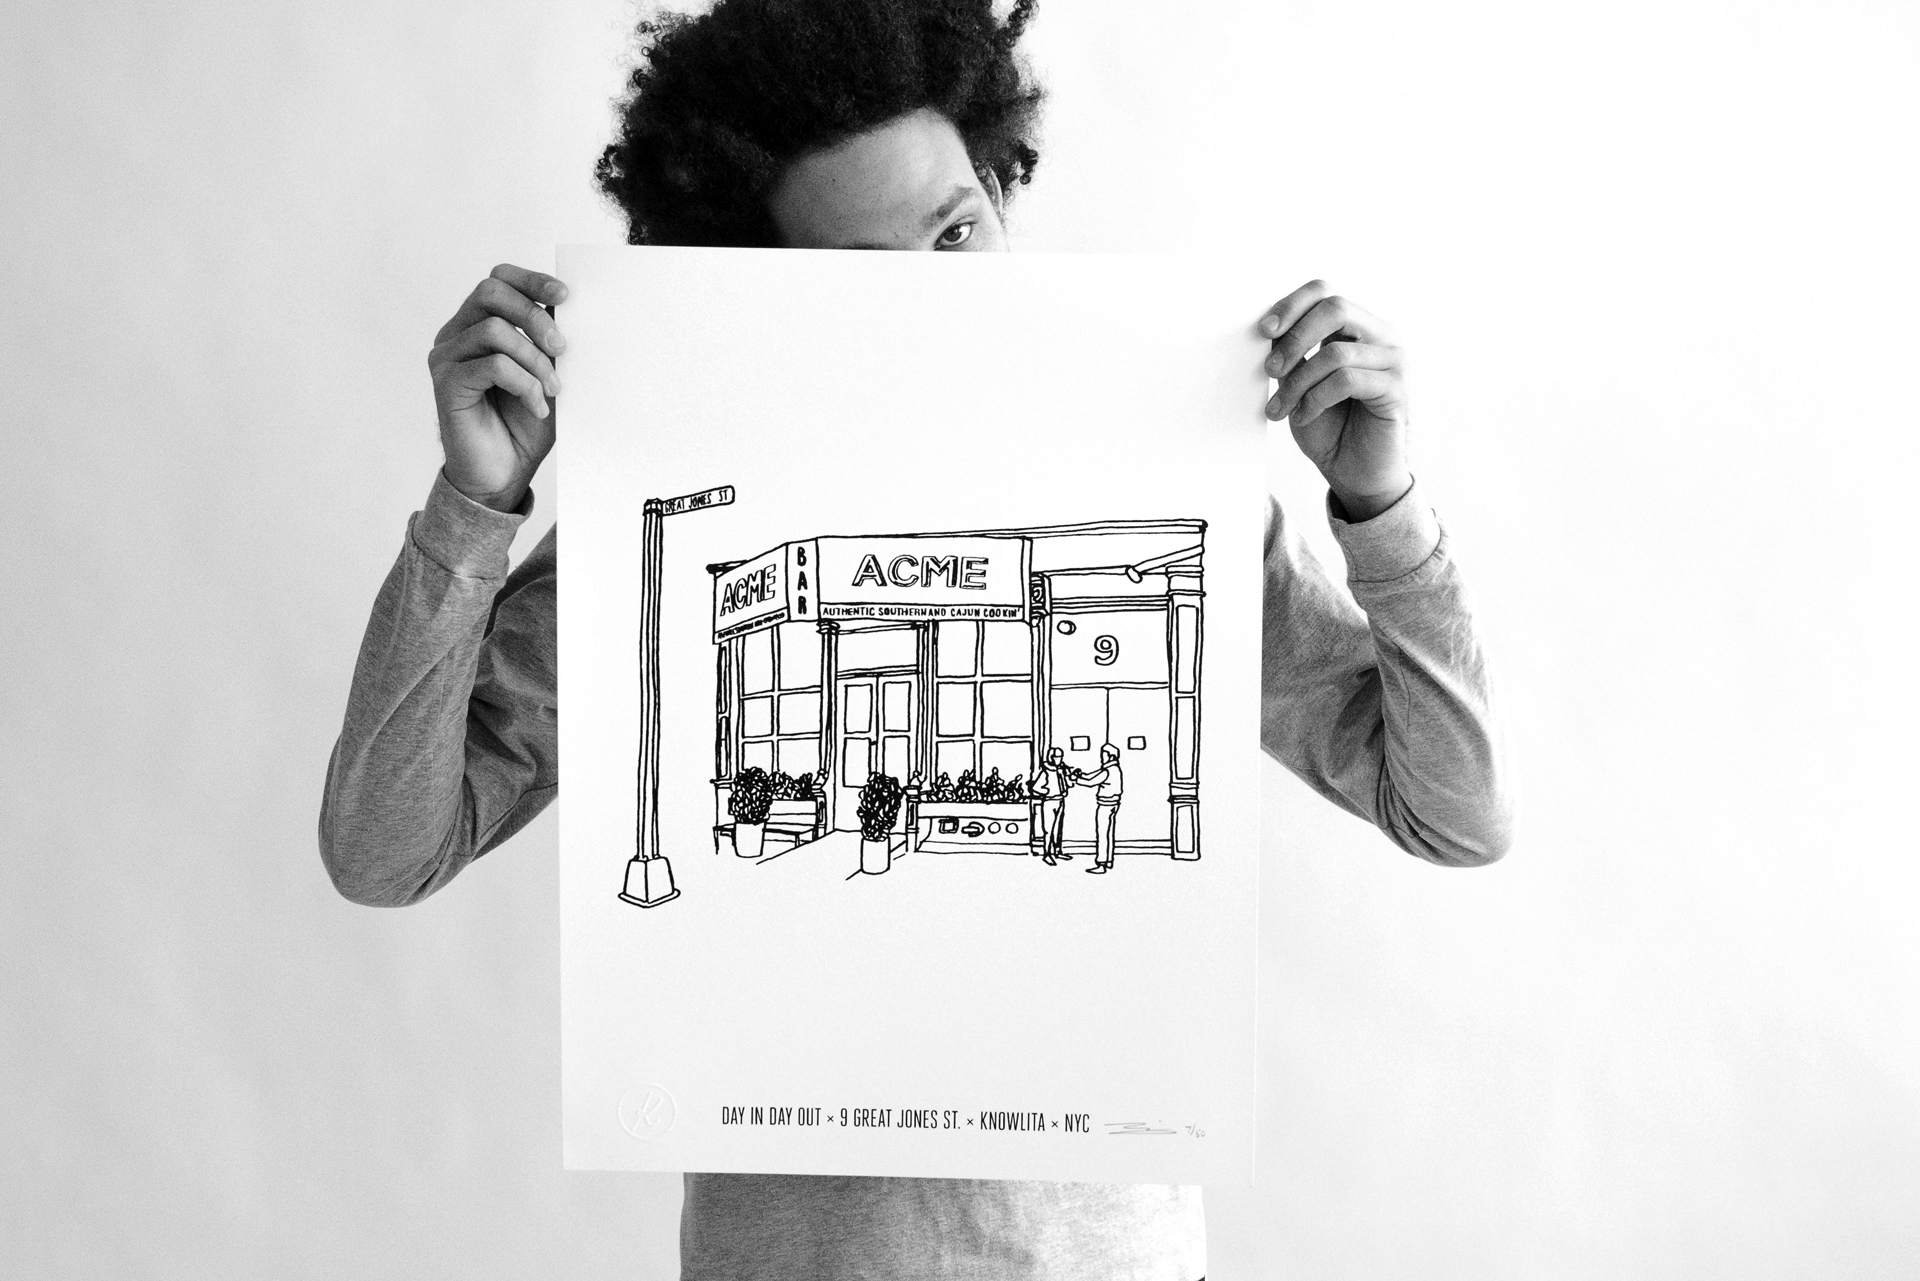 GREAT JONES ST
ACME
BAR
ACME
AUTHENTIC SOUTHERN AND CAJUN COOKIN'
9
DAY IN DAY OUT × 9 GREAT JONES ST. × KNOWLITA × NYC
7/50